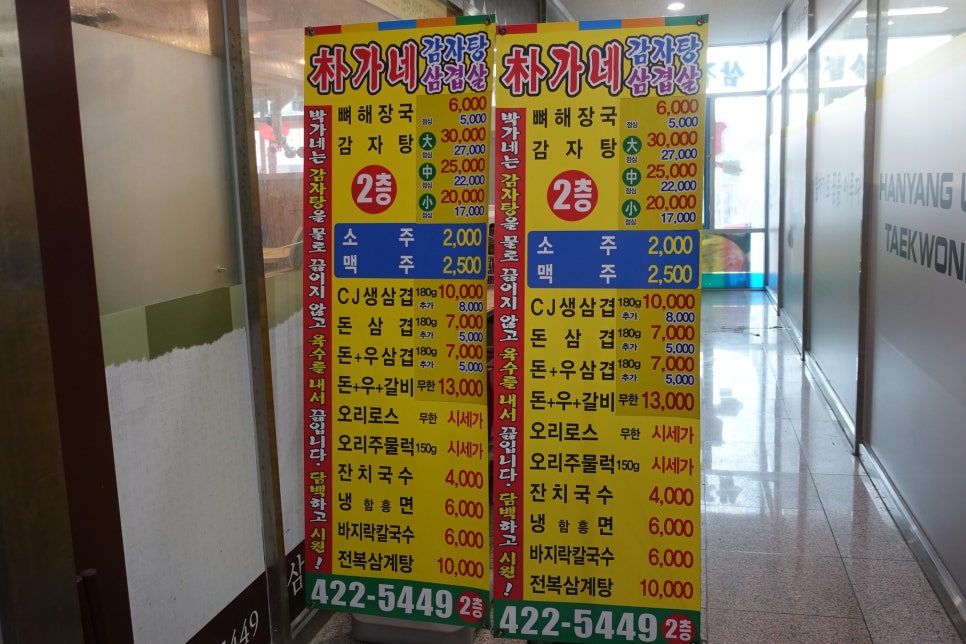 朴가네 감자탕
삼겹살
뼈해장국 6,000
점심 5,000
감자탕 大 30,000
점심 27,000
中 25,000
점심 22,000
小 20,000
점심 17,000
2층
소주 2,000
맥주 2,500
CJ생삼겹 180g 10,000
추가 8,000
돈삼겹 180g 7,000
추가 5,000
돈+우삼겹 180g 7,000
추가 5,000
돈+우+갈비 무한 13,000
오리로스 무한 시세가
오리주물럭 150g 시세가
잔치국수 4,000
냉면 함흥 6,000
바지락칼국수 6,000
전복삼계탕 10,000
박가네는 감자탕을 물로 끓이지 않고 육수를 내서 끓입니다. 담백하고 시원!
422-5449 2층
朴가네 감자탕
삼겹살
뼈해장국 6,000
점심 5,000
감자탕 大 30,000
점심 27,000
中 25,000
점심 22,000
小 20,000
점심 17,000
2층
소주 2,000
맥주 2,500
CJ생삼겹 180g 10,000
추가 8,000
돈삼겹 180g 7,000
추가 5,000
돈+우삼겹 180g 7,000
추가 5,000
돈+우+갈비 무한 13,000
오리로스 무한 시세가
오리주물럭 150g 시세가
잔치국수 4,000
냉면 함흥 6,000
바지락칼국수 6,000
전복삼계탕 10,000
박가네는 감자탕을 물로 끓이지 않고 육수를 내서 끓입니다. 담백하고 시원!
422-5449 2층
HANYANG U
TAEKWON
삼
5449